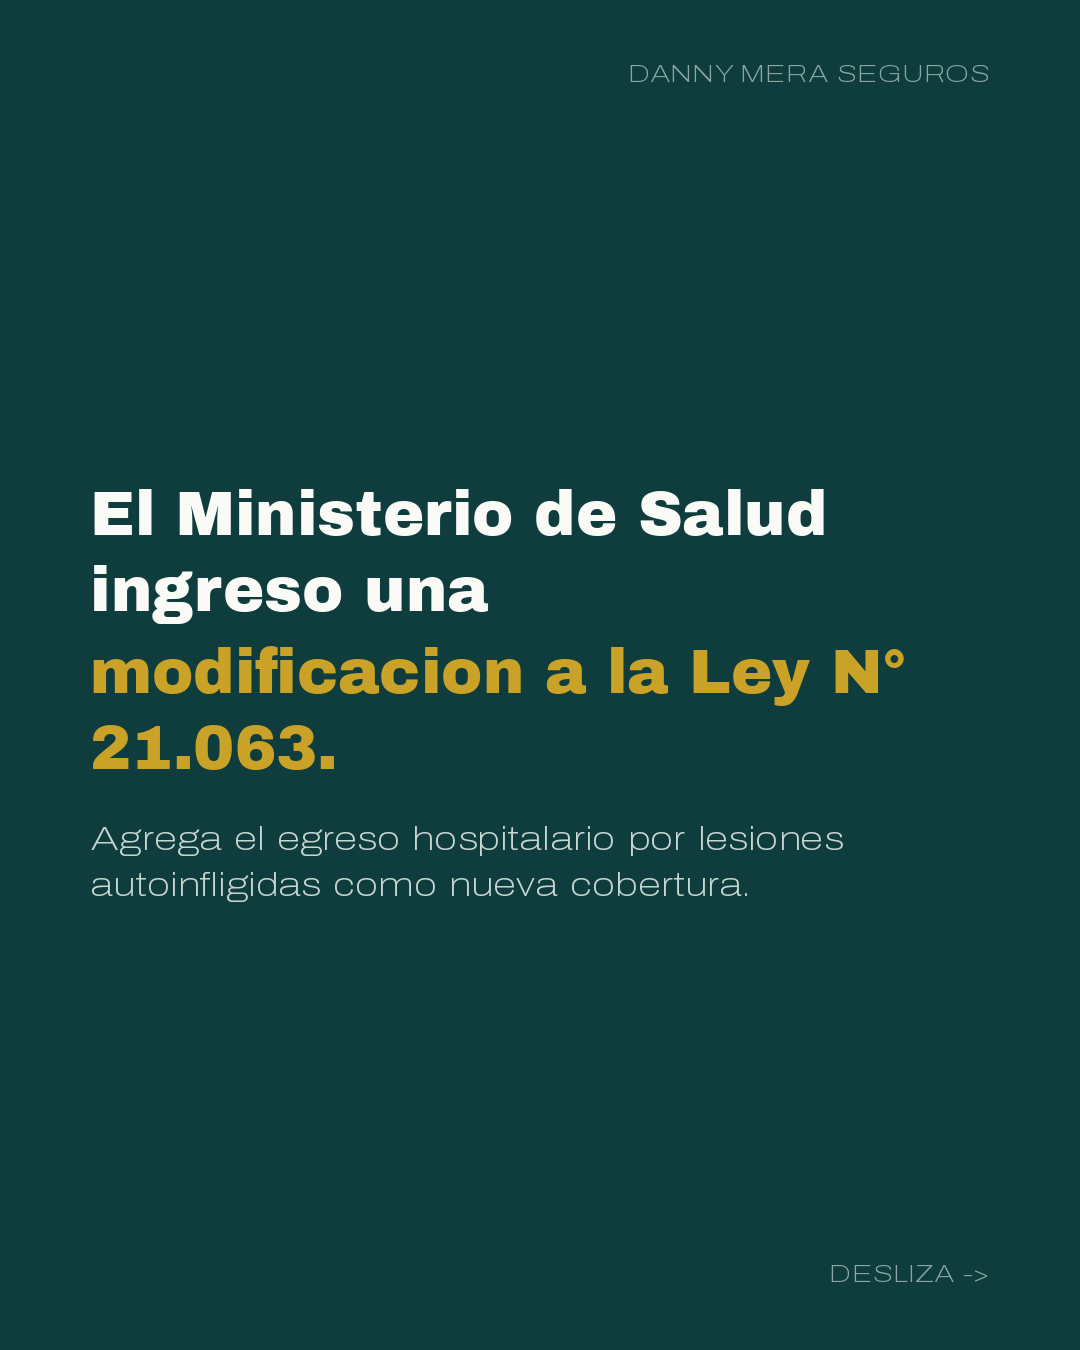 DANNY MERA SEGUROS
El Ministerio de Salud
ingreso una
modificacion a la Ley N°
21.063.
Agrega el egreso hospitalario por lesiones
autoinfligidas como nueva cobertura.
DESLIZA ->